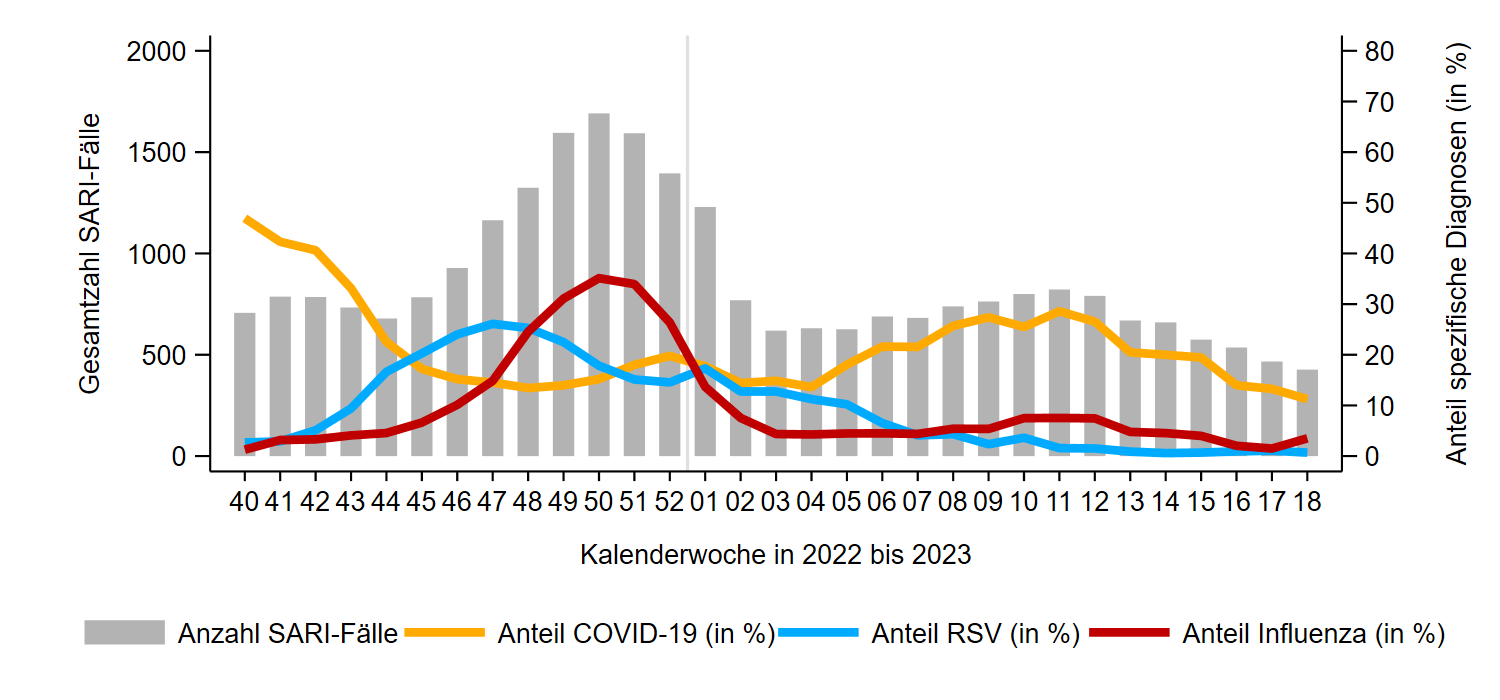 2000
1500
1000
500
0
Gesamtzahl SARI-Fälle
80
70
60
50
40
30
20
10
0
Anteil spezifische Diagnosen (in %)
40 41 42 43 44 45 46 47 48 49 50 51 52 01 02 03 04 05 06 07 08 09 10 11 12 13 14 15 16 17 18
Kalenderwoche in 2022 bis 2023
Anzahl SARI-Fälle Anteil COVID-19 (in %) Anteil RSV (in %) Anteil Influenza (in %)